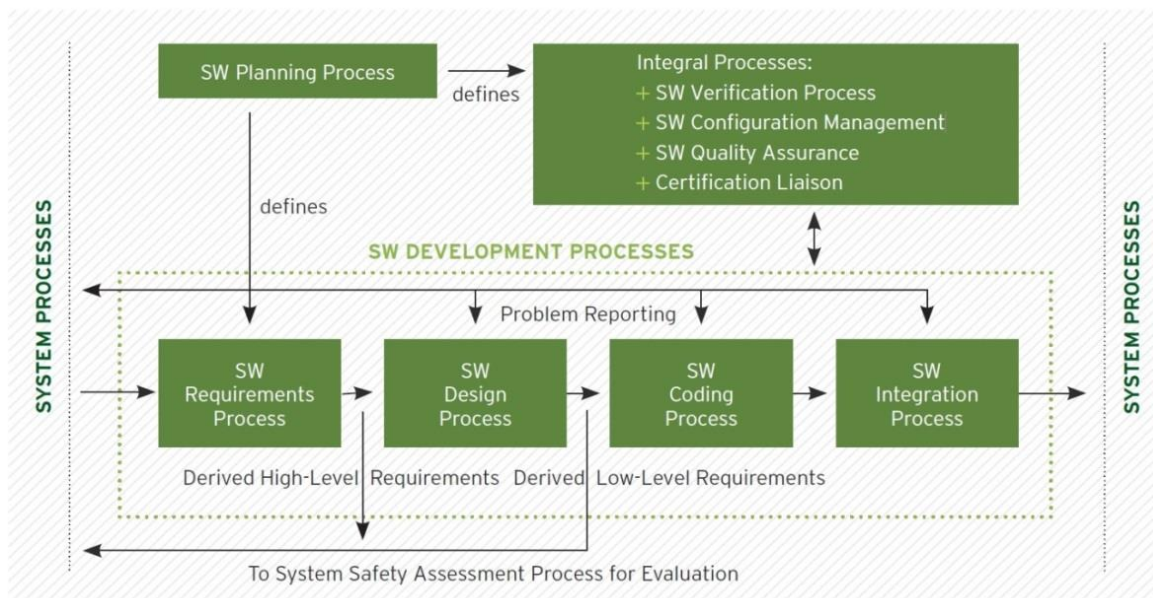 SW Planning Process
defines
Integral Processes:
+ SW Verification Process
+ SW Configuration Management
+ SW Quality Assurance
+ Certification Liaison
defines
SYSTEM PROCESSES
SW DEVELOPMENT PROCESSES
SYSTEM PROCESSES
Problem Reporting
SW
Requirements
Process
SW
Design
Process
SW
Coding
Process
SW
Integration
Process
Derived High-Level Requirements
Derived Low-Level Requirements
To System Safety Assessment Process for Evaluation